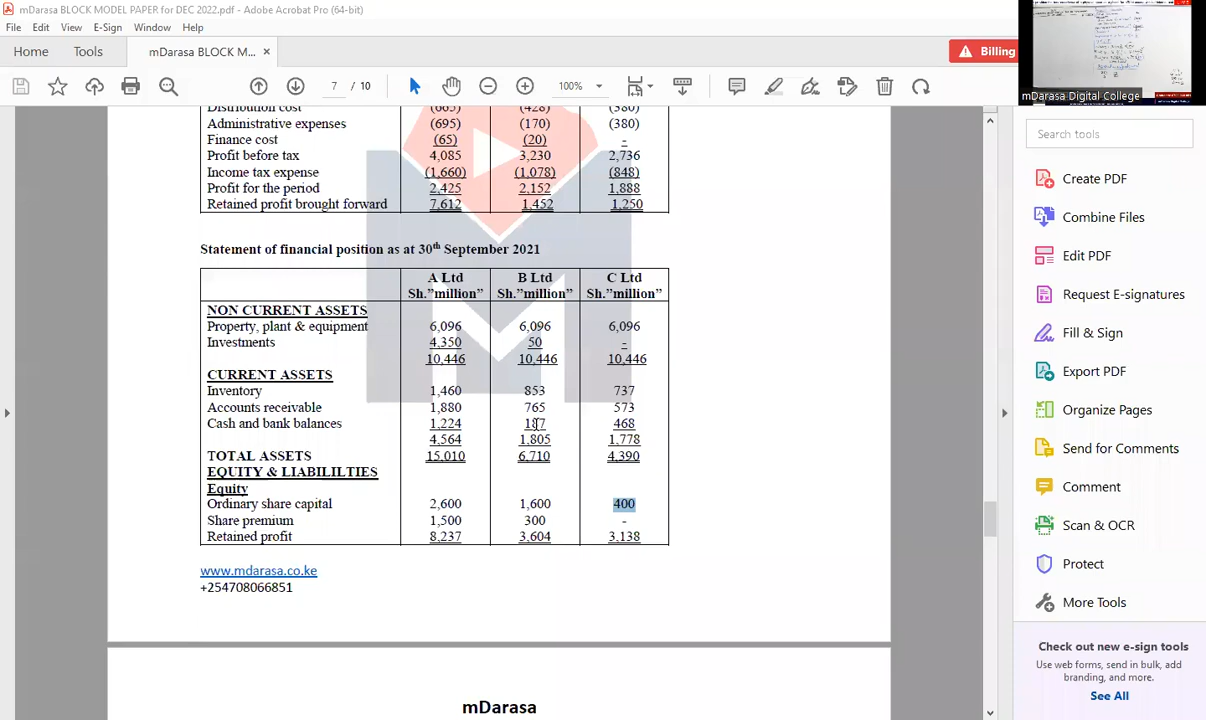 mDarasa BLOCK MODEL PAPER for DEC 2022.pdf - Adobe Acrobat Pro (64-bit)
File Edit View E-Sign Window Help
Home Tools mDarasa BLOCK M... × Billing
7 / 10 100%
mDarasa Digital College
Distribution cost (665) (428) (380)
Administrative expenses (695) (170) (380)
Finance cost (65) (20) -
Profit before tax 4,085 3,230 2,736
Income tax expense (1,660) (1,078) (848)
Profit for the period 2,425 2,152 1,888
Retained profit brought forward 7,612 1,452 1,250
Statement of financial position as at 30th September 2021
A Ltd B Ltd C Ltd
Sh.”million” Sh.”million” Sh.”million”
NON CURRENT ASSETS
Property, plant & equipment 6,096 6,096 6,096
Investments 4,350 50 -
10,446 10,446 10,446
CURRENT ASSETS
Inventory 1,460 853 737
Accounts receivable 1,880 765 573
Cash and bank balances 1,224 187 468
4,564 1,805 1,778
TOTAL ASSETS 15,010 6,710 4,390
EQUITY & LIABILILTIES
Equity
Ordinary share capital 2,600 1,600 400
Share premium 1,500 300 -
Retained profit 8,237 3,604 3,138
www.mdarasa.co.ke
+254708066851
mDarasa
Search tools
Create PDF
Combine Files
Edit PDF
Request E-signatures
Fill & Sign
Export PDF
Organize Pages
Send for Comments
Comment
Scan & OCR
Protect
More Tools
Check out new e-sign tools
Use web forms, send in bulk, add
branding, and more.
See All